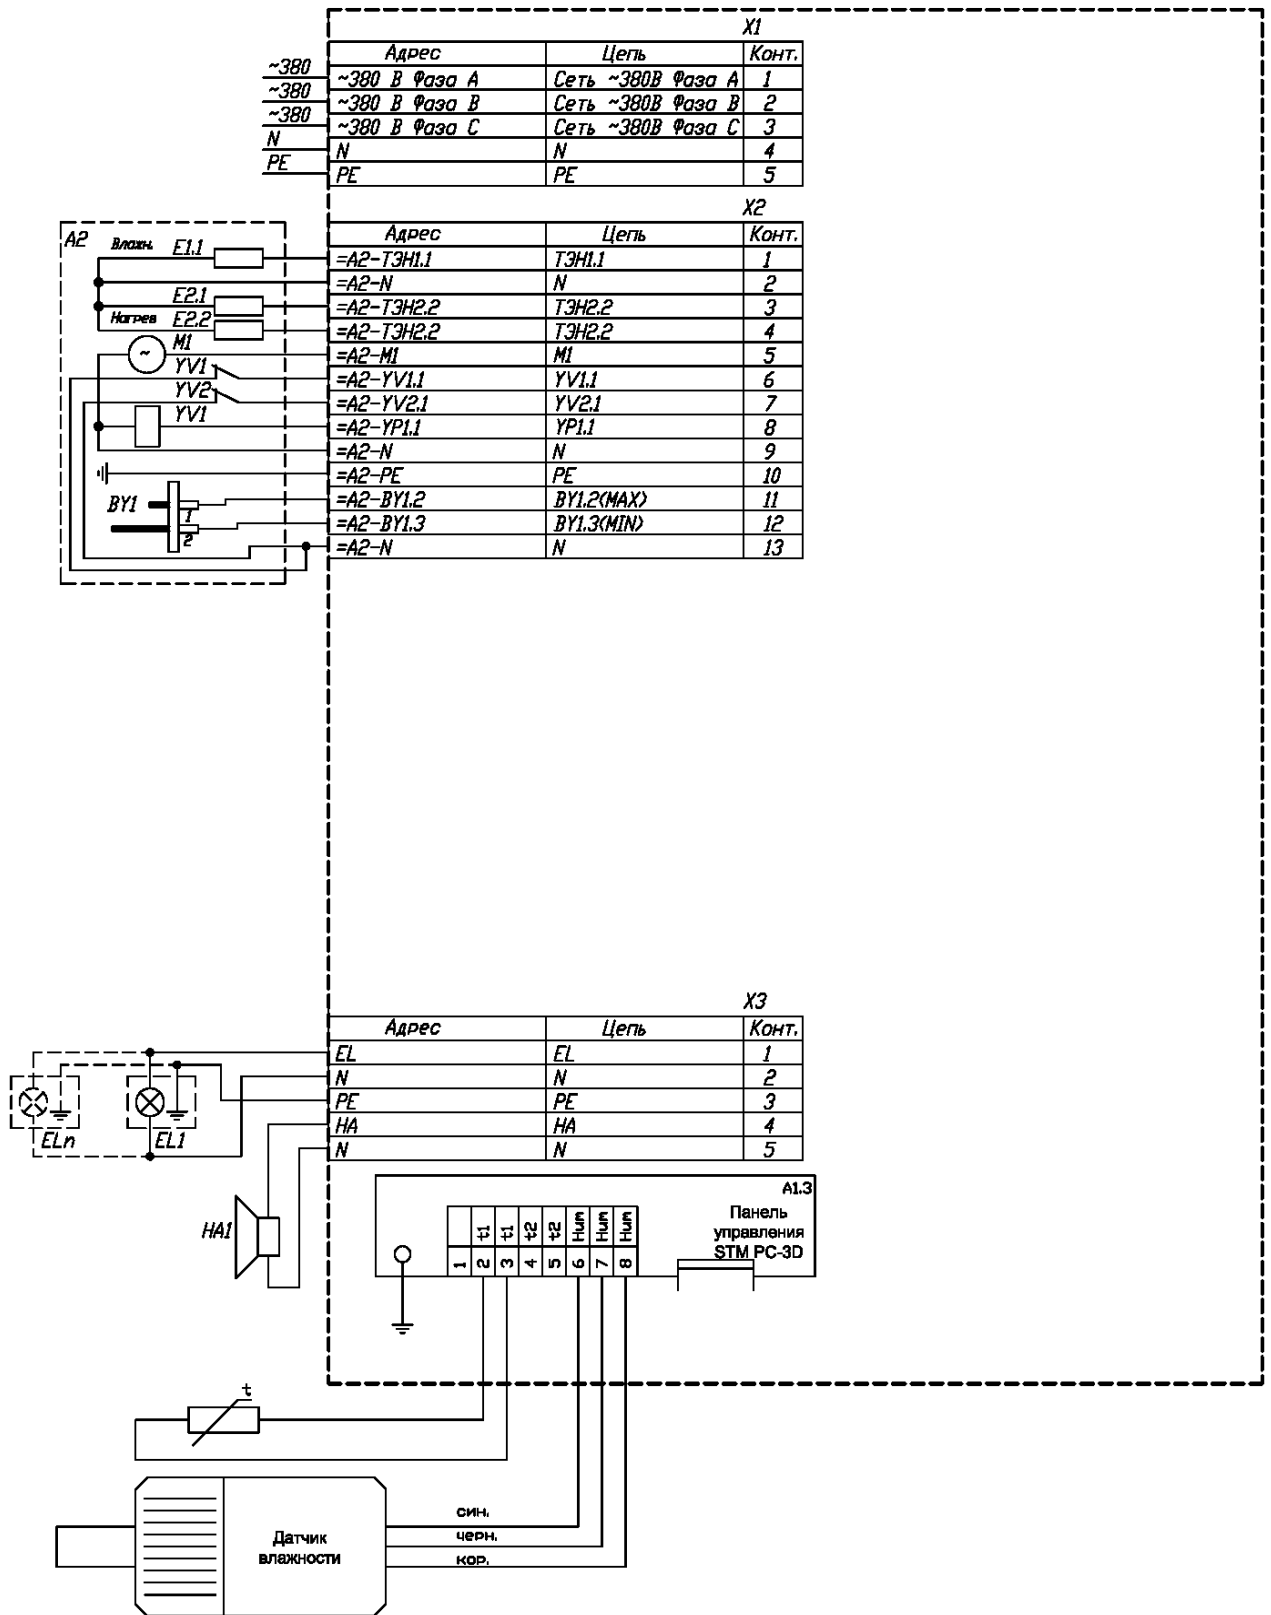 X1
Адрес Цепь Конт.
~380 ~380 В Фаза А Сеть ~380В Фаза А 1
~380 ~380 В Фаза В Сеть ~380В Фаза В 2
~380 ~380 В Фаза С Сеть ~380В Фаза С 3
N N N 4
PE PE PE 5
X2
A2 Адрес Цепь Конт.
Влажн. E1.1 =A2-ТЭН1.1 ТЭН1.1 1
=A2-N N 2
E2.1 =A2-ТЭН2.2 ТЭН2.2 3
Нагрев E2.2 =A2-ТЭН2.2 ТЭН2.2 4
M1 ~ =A2-M1 M1 5
YV1 =A2-YV1.1 YV1.1 6
YV2 =A2-YV2.1 YV2.1 7
YV1 =A2-YP1.1 YP1.1 8
=A2-N N 9
=A2-PE PE 10
BY1 1 =A2-BY1.2 BY1.2(MAX) 11
2 =A2-BY1.3 BY1.3(MIN) 12
=A2-N N 13
X3
Адрес Цепь Конт.
EL EL 1
N N 2
PE PE 3
HA HA 4
ELn EL1 N N 5
A1.3
HA1
t1 t1 t2 t2 Hum Hum Hum
1 2 3 4 5 6 7 8
Панель
управления
STM PC-3D
t
син.
черн.
кор.
Датчик
влажности